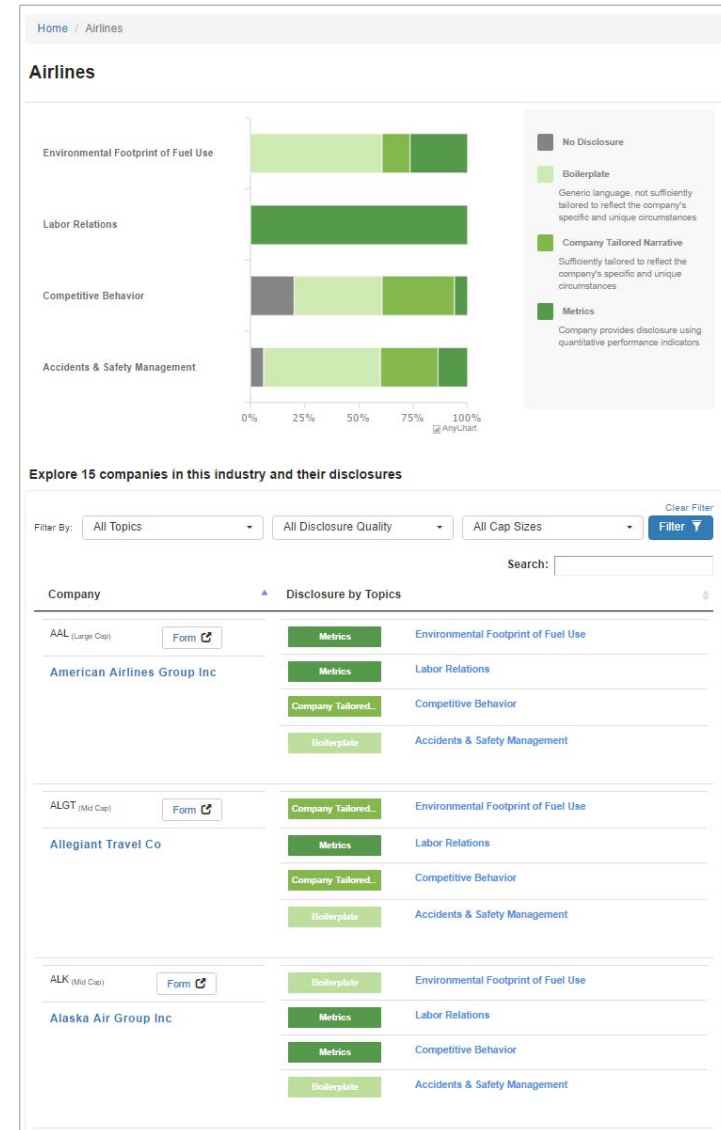 Home / Airlines
Airlines
Environmental Footprint of Fuel Use
Labor Relations
Competitive Behavior
Accidents & Safety Management
0% 25% 50% 75% 100%
AnyChart
No Disclosure
Boilerplate
Generic language, not sufficiently
tailored to reflect the company's
specific and unique circumstances
Company Tailored Narrative
Sufficiently tailored to reflect the
company's specific and unique
circumstances
Metrics
Company provides disclosure using
quantitative performance indicators
Explore 15 companies in this industry and their disclosures
Clear Filter
Filter By: All Topics All Disclosure Quality All Cap Sizes Filter
Search:
Company Disclosure by Topics
AAL (Large Cap) Form Metrics Environmental Footprint of Fuel Use
American Airlines Group Inc Metrics Labor Relations
Company Tailored... Competitive Behavior
Boilerplate Accidents & Safety Management
ALGT (Mid Cap) Form Company Tailored... Environmental Footprint of Fuel Use
Allegiant Travel Co Metrics Labor Relations
Company Tailored... Competitive Behavior
Boilerplate Accidents & Safety Management
ALK (Mid Cap) Form Boilerplate Environmental Footprint of Fuel Use
Alaska Air Group Inc Metrics Labor Relations
Metrics Competitive Behavior
Boilerplate Accidents & Safety Management